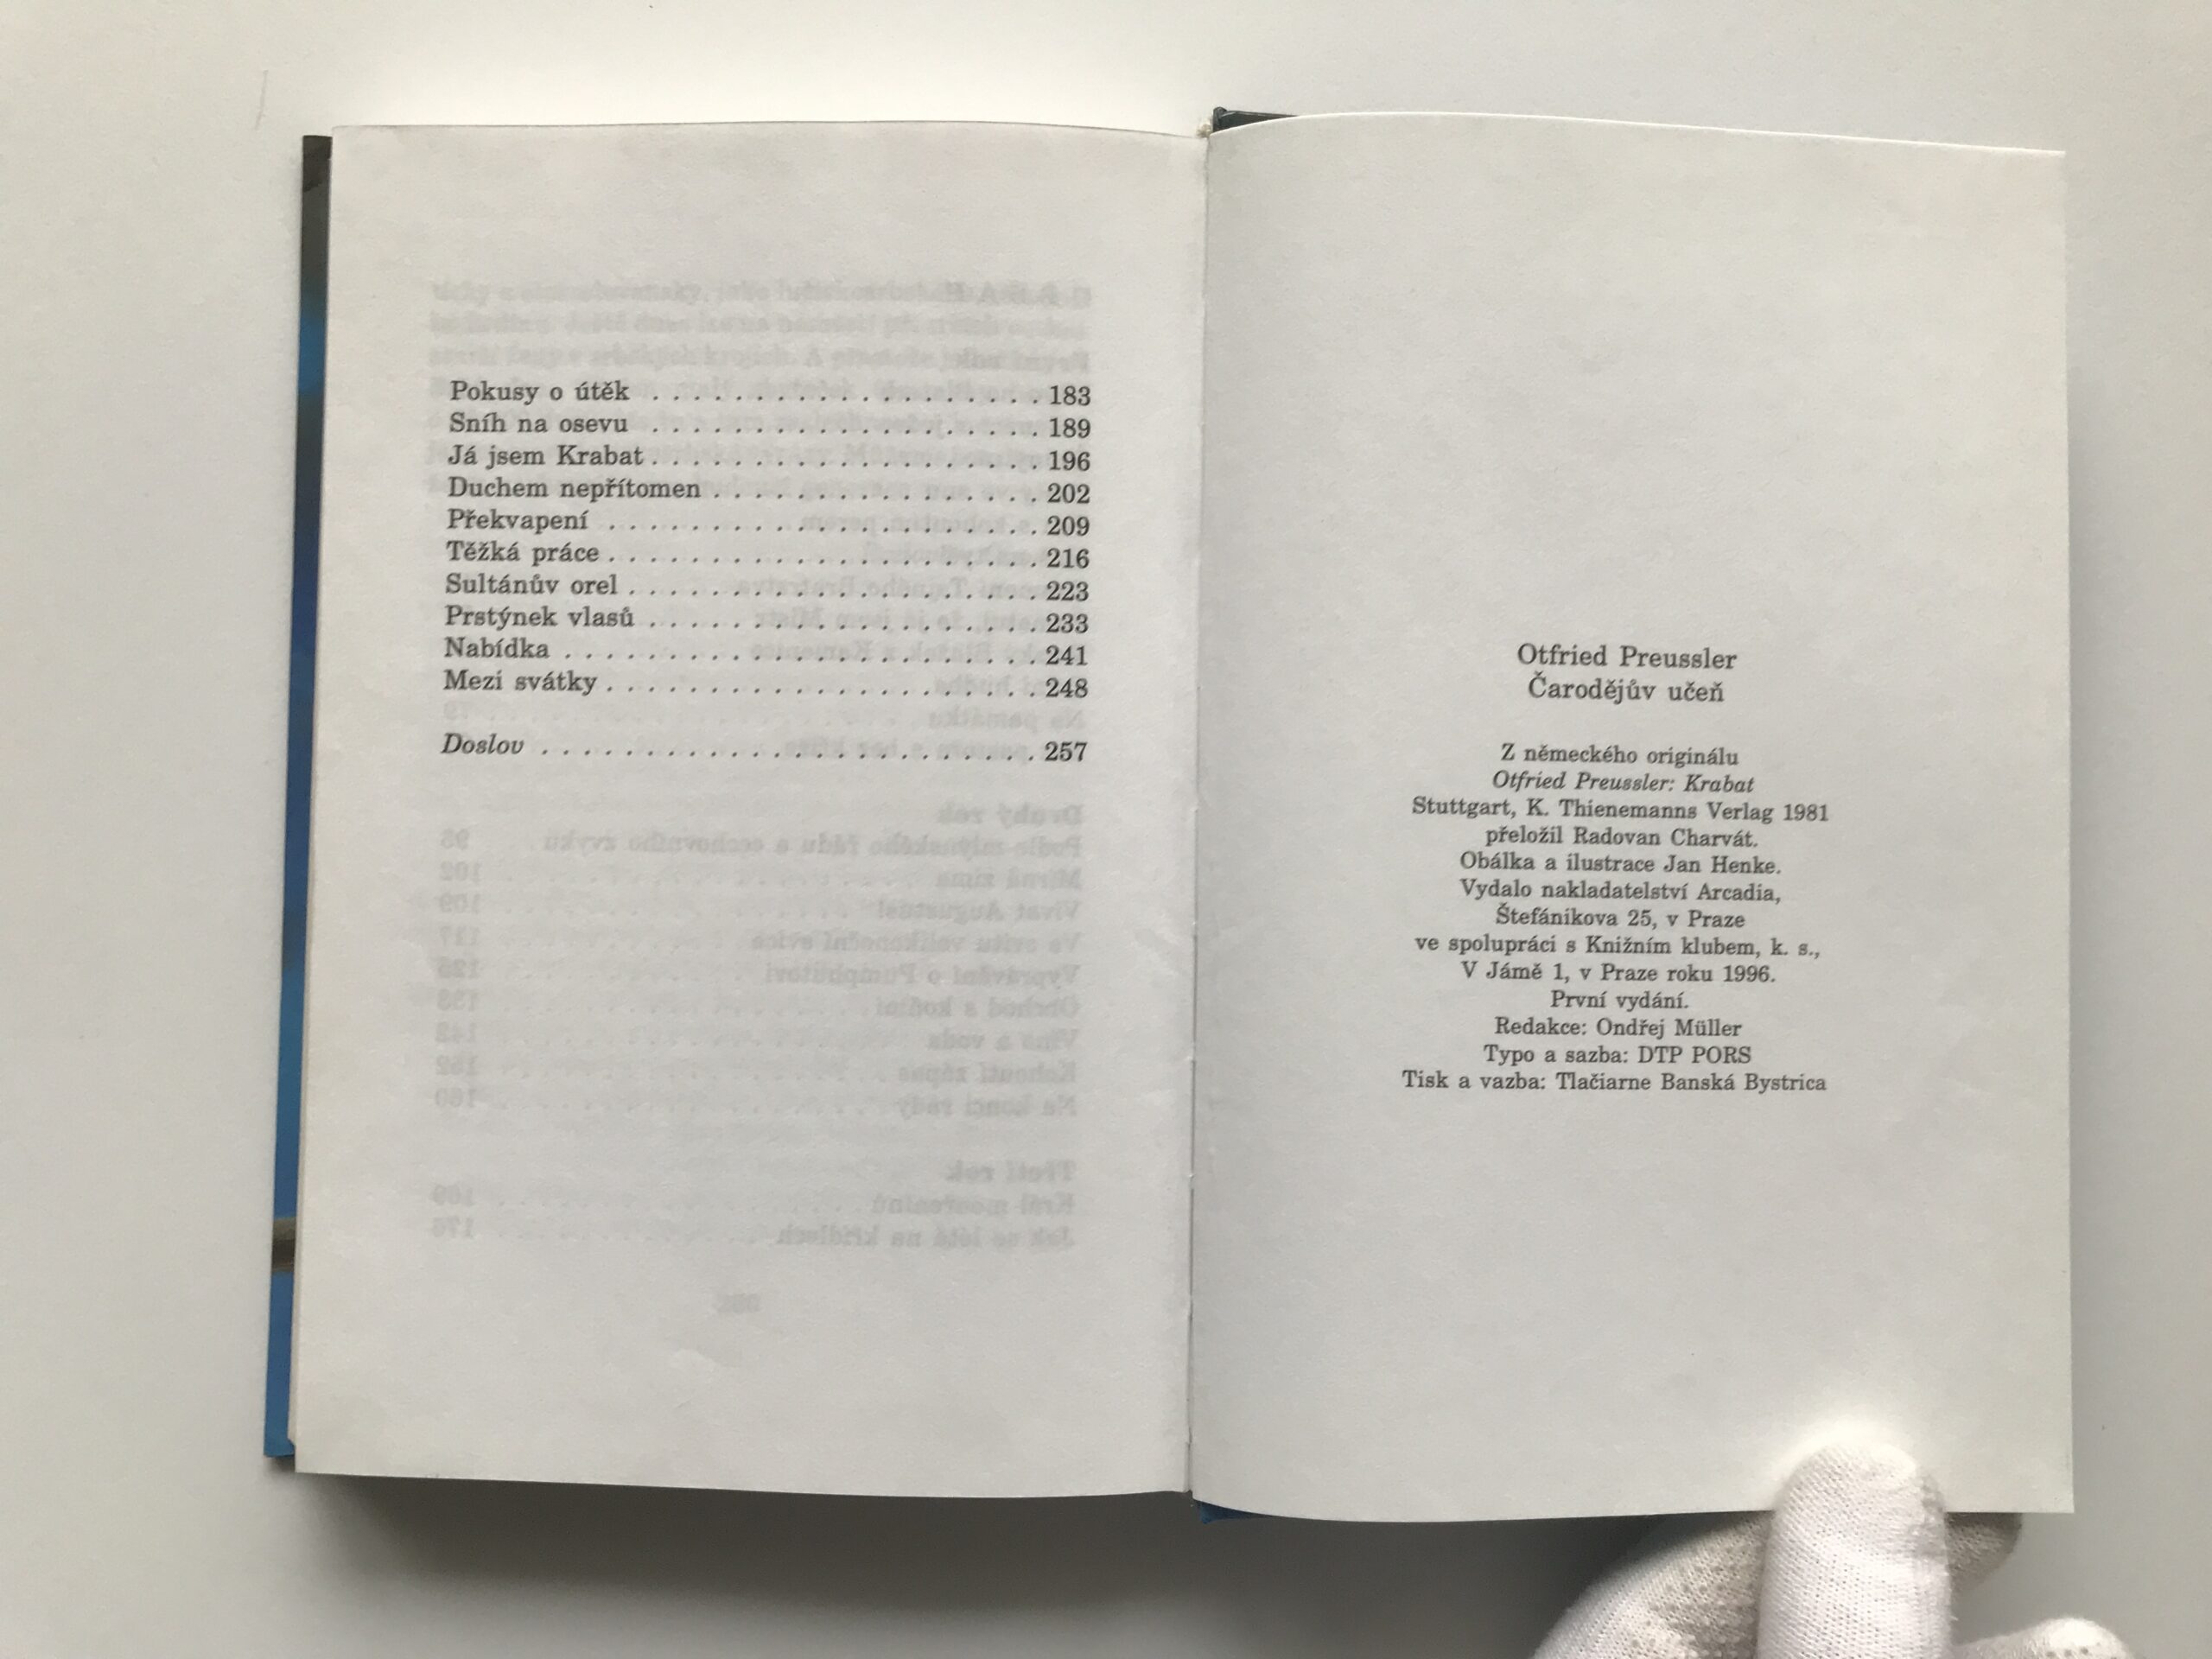 Pokusy o útěk . . . . . . . . . . . . . . . . . . . 183
Sníh na osevu . . . . . . . . . . . . . . . . . . . 189
Já jsem Krabat . . . . . . . . . . . . . . . . . . . 196
Duchem nepřítomen . . . . . . . . . . . . . . . . 202
Překvapení . . . . . . . . . . . . . . . . . . . . . 209
Těžká práce . . . . . . . . . . . . . . . . . . . . . 216
Sultánův orel . . . . . . . . . . . . . . . . . . . . 223
Prstýnek vlasů . . . . . . . . . . . . . . . . . . . 233
Nabídka . . . . . . . . . . . . . . . . . . . . . . . 241
Mezi svátky . . . . . . . . . . . . . . . . . . . . . 248
Doslov . . . . . . . . . . . . . . . . . . . . . . . . 257
Otfried Preussler
Čarodějův učeň
Z německého originálu
Otfried Preussler: Krabat
Stuttgart, K. Thienemanns Verlag 1981
přeložil Radovan Charvát.
Obálka a ilustrace Jan Henke.
Vydalo nakladatelství Arcadia,
Štefánikova 25, v Praze
ve spolupráci s Knižním klubem, k. s.,
V Jámě 1, v Praze roku 1996.
První vydání.
Redakce: Ondřej Müller
Typo a sazba: DTP PORS
Tisk a vazba: Tlačiarne Banská Bystrica